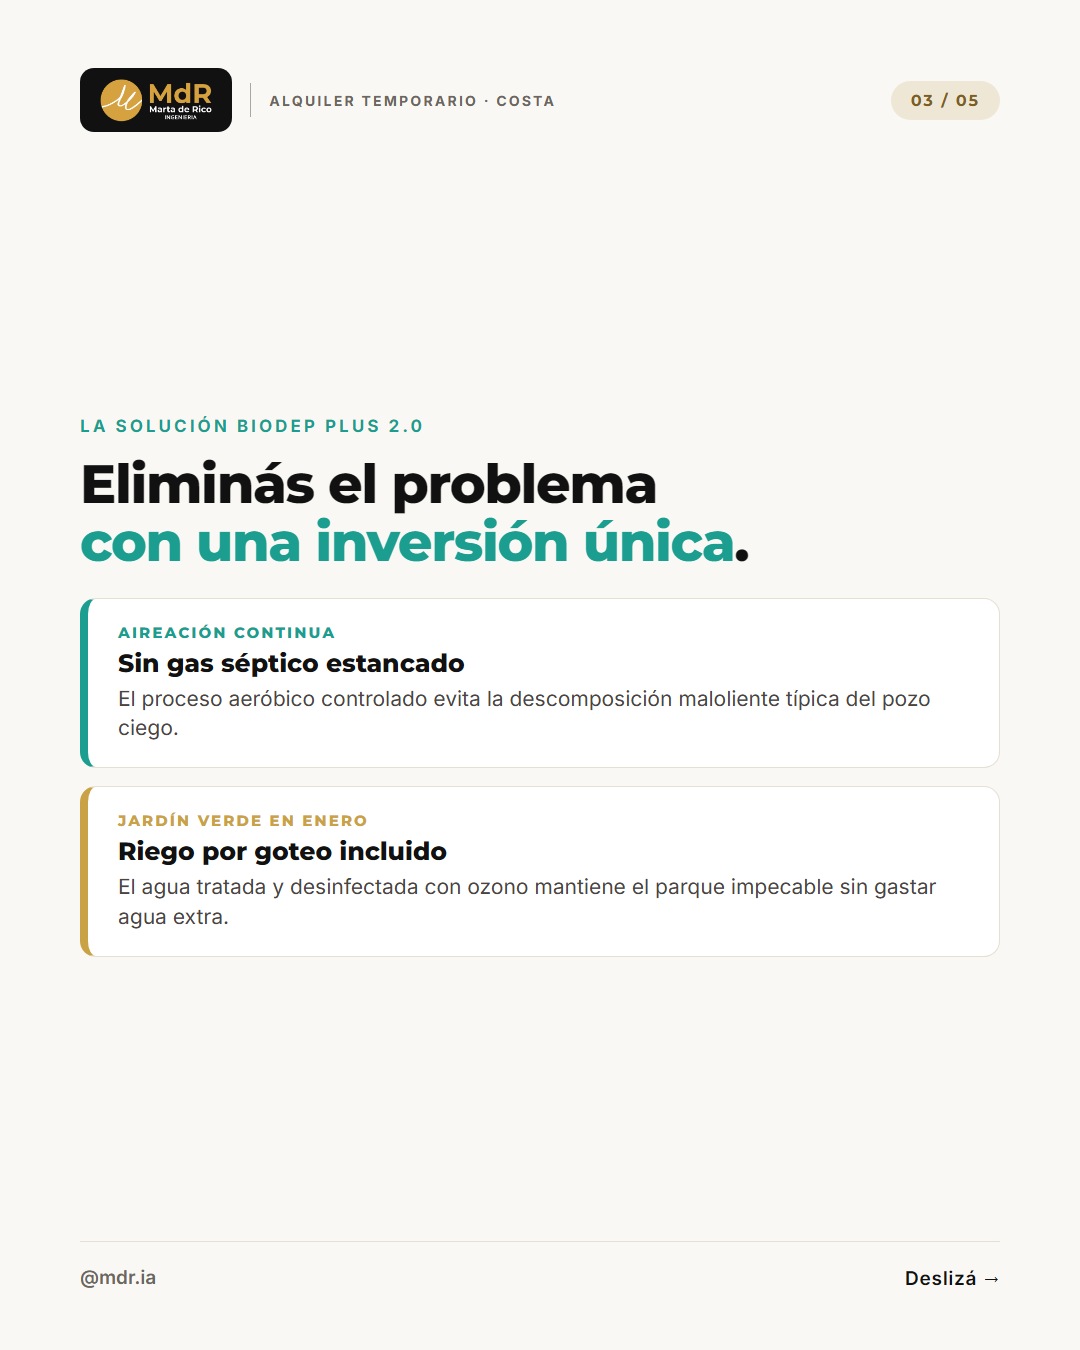 MdR
Marta de Rico
INGENIERIA
ALQUILER TEMPORARIO · COSTA
03 / 05
LA SOLUCIÓN BIODEP PLUS 2.0
Eliminás el problema
con una inversión única.
AIREACIÓN CONTINUA
Sin gas séptico estancado
El proceso aeróbico controlado evita la descomposición maloliente típica del pozo
ciego.
JARDÍN VERDE EN ENERO
Riego por goteo incluido
El agua tratada y desinfectada con ozono mantiene el parque impecable sin gastar
agua extra.
@mdr.ia
Deslizá →